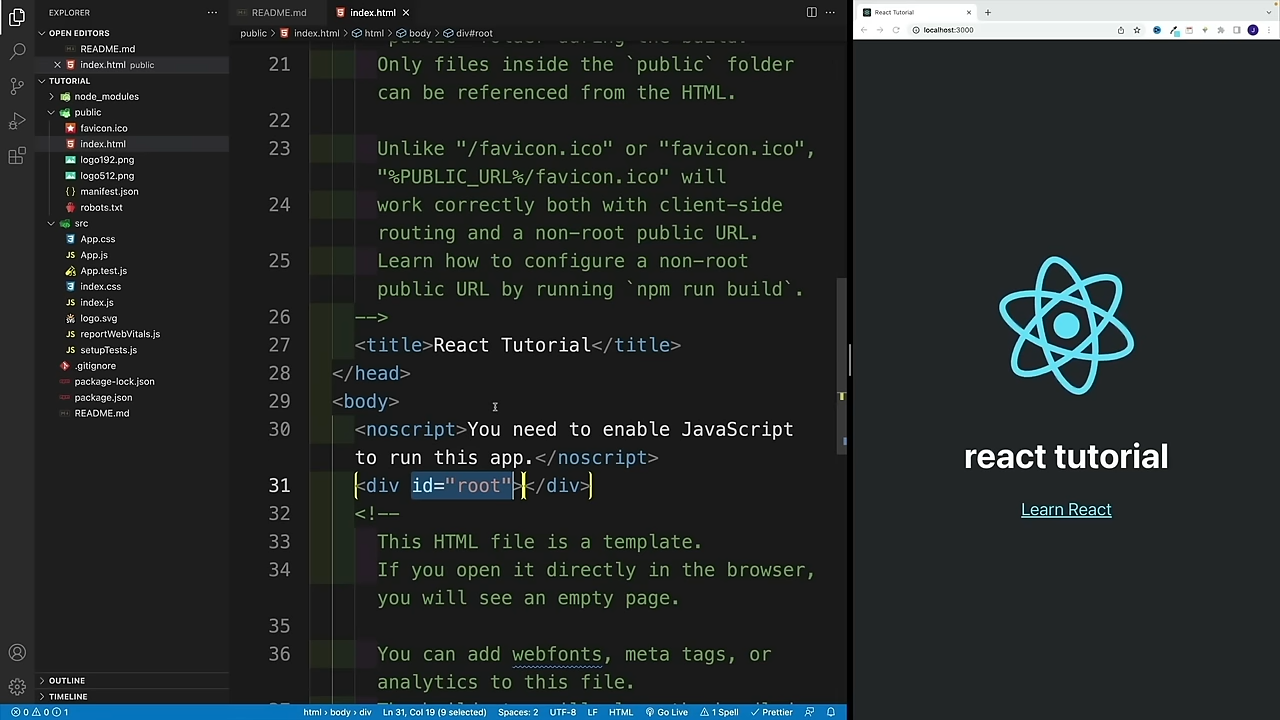 EXPLORER
OPEN EDITORS
README.md
index.html public
TUTORIAL
node_modules
public
favicon.ico
index.html
logo192.png
logo512.png
manifest.json
robots.txt
src
App.css
App.js
App.test.js
index.css
index.js
logo.svg
reportWebVitals.js
setupTests.js
.gitignore
package-lock.json
package.json
README.md
OUTLINE
TIMELINE
README.md
index.html
public > index.html > html > body > div#root
21 Only files inside the `public` folder
can be referenced from the HTML.
22
23 Unlike "/favicon.ico" or "favicon.ico",
"%PUBLIC_URL%/favicon.ico" will
24 work correctly both with client-side
routing and a non-root public URL.
25 Learn how to configure a non-root
public URL by running `npm run build`.
26 -->
27 <title>React Tutorial</title>
28 </head>
29 <body>
30 <noscript>You need to enable JavaScript
to run this app.</noscript>
31 <div id="root"></div>
32 <!--
33 This HTML file is a template.
34 If you open it directly in the browser,
you will see an empty page.
35
36 You can add webfonts, meta tags, or
analytics to this file.
0 0 1
html > body > div Ln 31, Col 19 (9 selected) Spaces: 2 UTF-8 LF HTML Go Live 1 Spell Prettier
React Tutorial
localhost:3000
J
react tutorial
Learn React